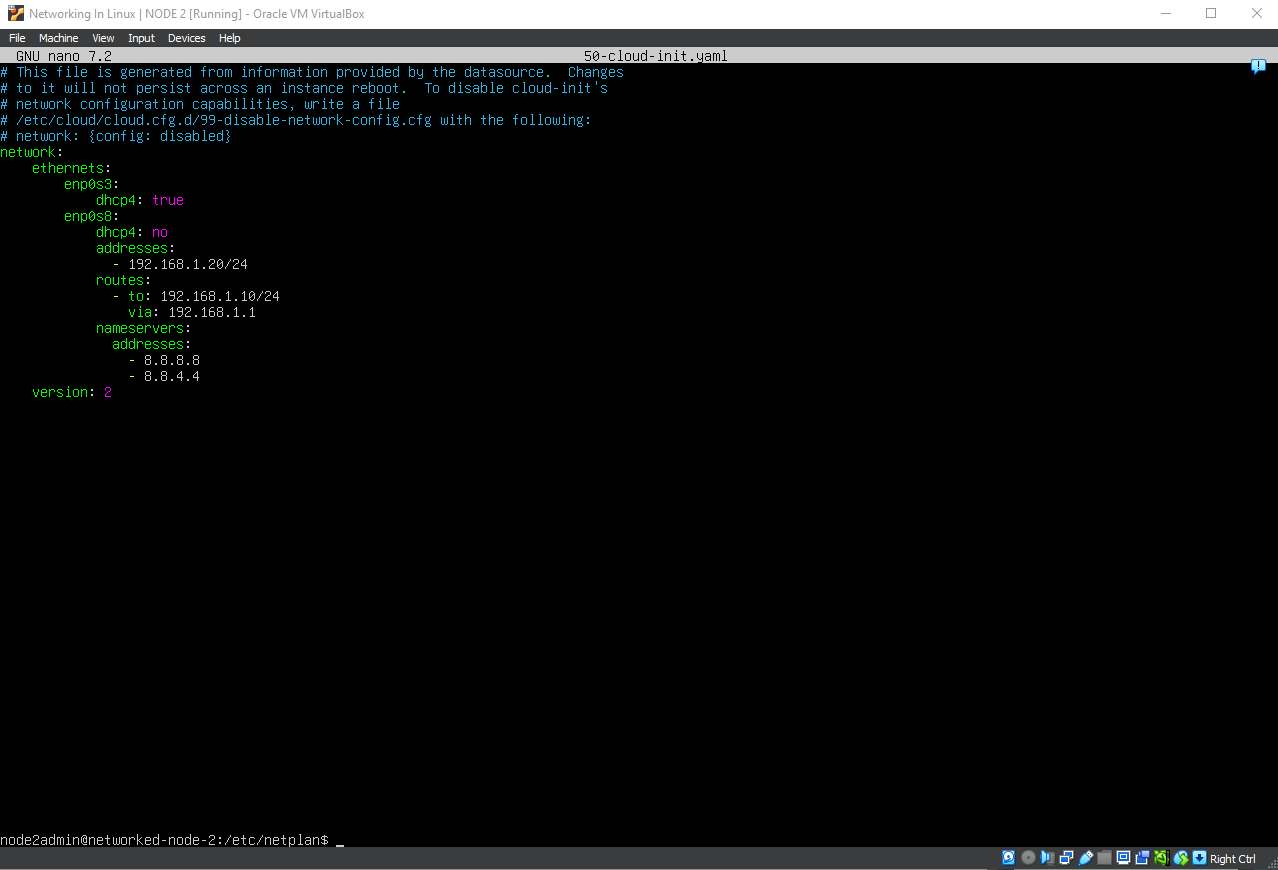 Networking In Linux | NODE 2 [Running] - Oracle VM VirtualBox
File Machine View Input Devices Help
GNU nano 7.2 50-cloud-init.yaml
# This file is generated from information provided by the datasource.  Changes
# to it will not persist across an instance reboot.  To disable cloud-init's
# network configuration capabilities, write a file
# /etc/cloud/cloud.cfg.d/99-disable-network-config.cfg with the following:
# network: {config: disabled}
network:
    ethernets:
        enp0s3:
            dhcp4: true
        enp0s8:
            dhcp4: no
            addresses:
              - 192.168.1.20/24
            routes:
              - to: 192.168.1.10/24
                via: 192.168.1.1
            nameservers:
              addresses:
                - 8.8.8.8
                - 8.8.4.4
    version: 2
node2admin@networked-node-2:/etc/netplan$ _
Right Ctrl